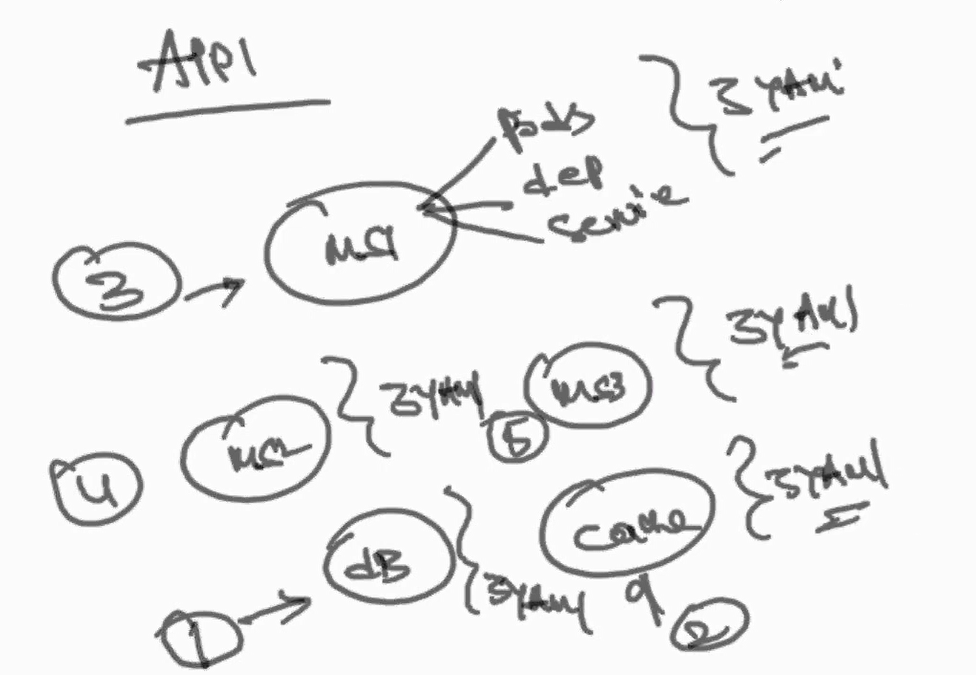 APP1
pods
dep
service
3 YAML
3
MS1
3 YAML
MS3
5
3 YAML
MS2
4
3 YAML
cache
2
dB
3 YAML
1